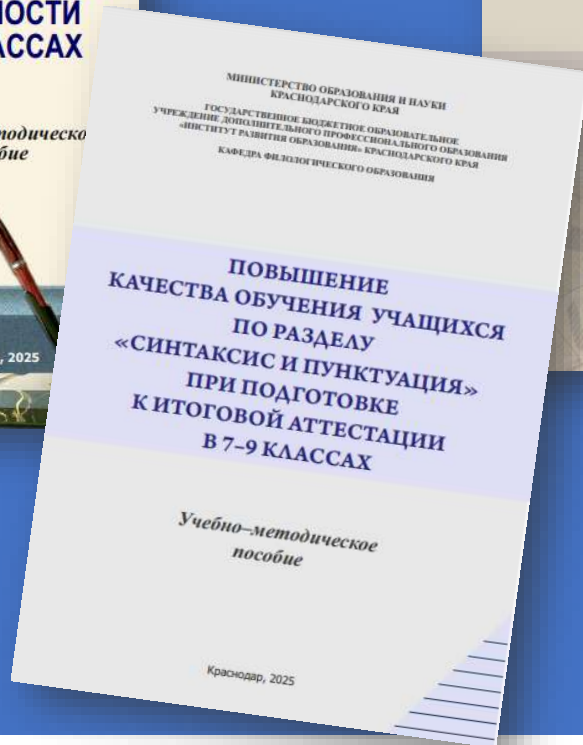 НОСТИ
АССАХ
тодическо
бие
, 2025
МИНИСТЕРСТВО ОБРАЗОВАНИЯ И НАУКИ
КРАСНОДАРСКОГО КРАЯ
ГОСУДАРСТВЕННОЕ БЮДЖЕТНОЕ ОБРАЗОВАТЕЛЬНОЕ
УЧРЕЖДЕНИЕ ДОПОЛНИТЕЛЬНОГО ПРОФЕССИОНАЛЬНОГО ОБРАЗОВАНИЯ
«ИНСТИТУТ РАЗВИТИЯ ОБРАЗОВАНИЯ» КРАСНОДАРСКОГО КРАЯ
КАФЕДРА ФИЛОЛОГИЧЕСКОГО ОБРАЗОВАНИЯ
ПОВЫШЕНИЕ
КАЧЕСТВА ОБУЧЕНИЯ УЧАЩИХСЯ
ПО РАЗДЕЛУ
«СИНТАКСИС И ПУНКТУАЦИЯ»
ПРИ ПОДГОТОВКЕ
К ИТОГОВОЙ АТТЕСТАЦИИ
В 7–9 КЛАССАХ
Учебно–методическое
пособие
Краснодар, 2025